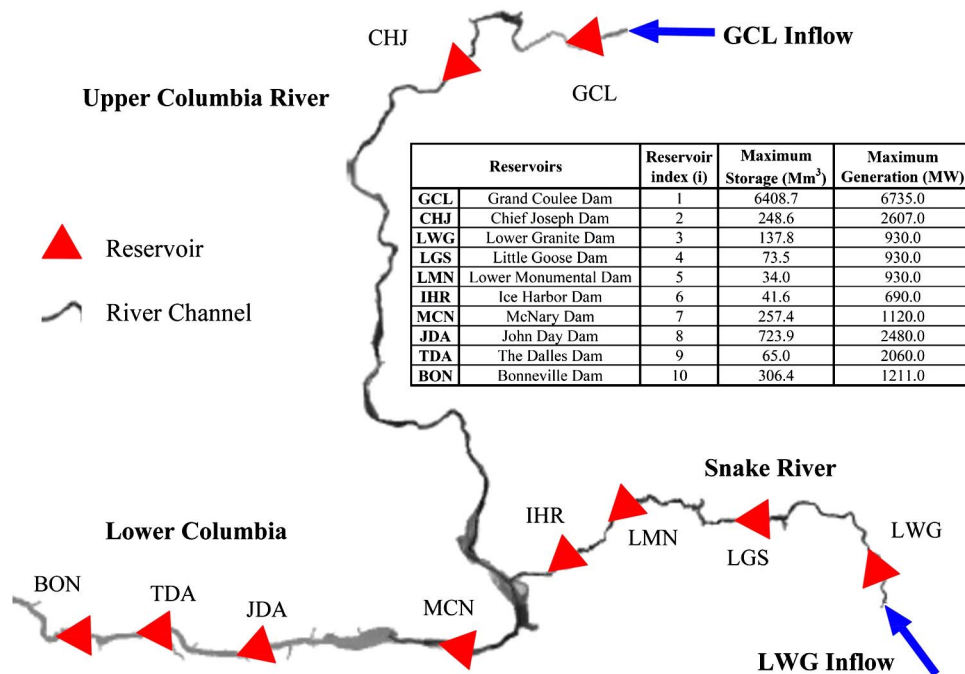 CHJ
GCL Inflow
GCL
Upper Columbia River
Reservoirs Reservoir index (i) Maximum Storage (Mm³) Maximum Generation (MW)
GCL Grand Coulee Dam 1 6408.7 6735.0
CHJ Chief Joseph Dam 2 248.6 2607.0
LWG Lower Granite Dam 3 137.8 930.0
LGS Little Goose Dam 4 73.5 930.0
LMN Lower Monumental Dam 5 34.0 930.0
IHR Ice Harbor Dam 6 41.6 690.0
MCN McNary Dam 7 257.4 1120.0
JDA John Day Dam 8 723.9 2480.0
TDA The Dalles Dam 9 65.0 2060.0
BON Bonneville Dam 10 306.4 1211.0
Reservoir
River Channel
Snake River
Lower Columbia
IHR
LMN
LGS
LWG
BON
TDA
JDA
MCN
LWG Inflow